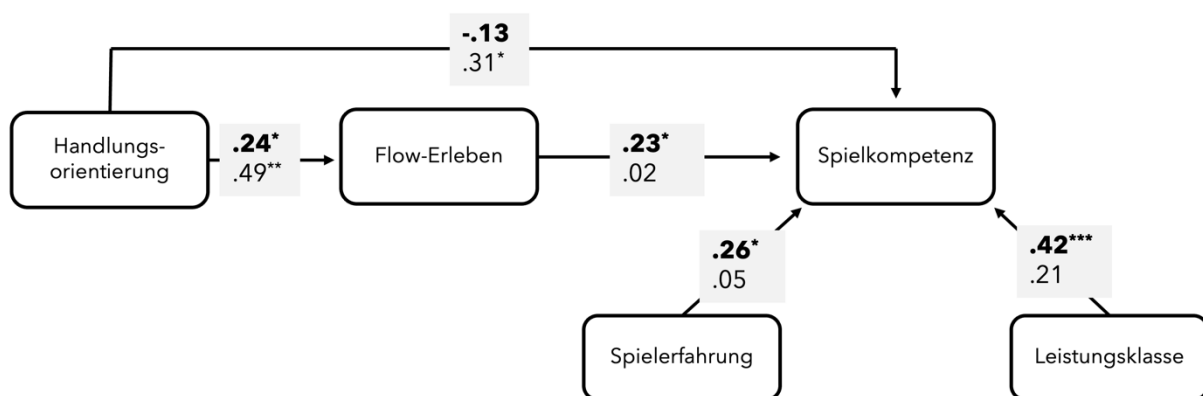 -.13
.31*
Handlungs-
orientierung
.24*
.49**
Flow-Erleben
.23*
.02
Spielkompetenz
.26*
.05
.42***
.21
Spielerfahrung
Leistungsklasse